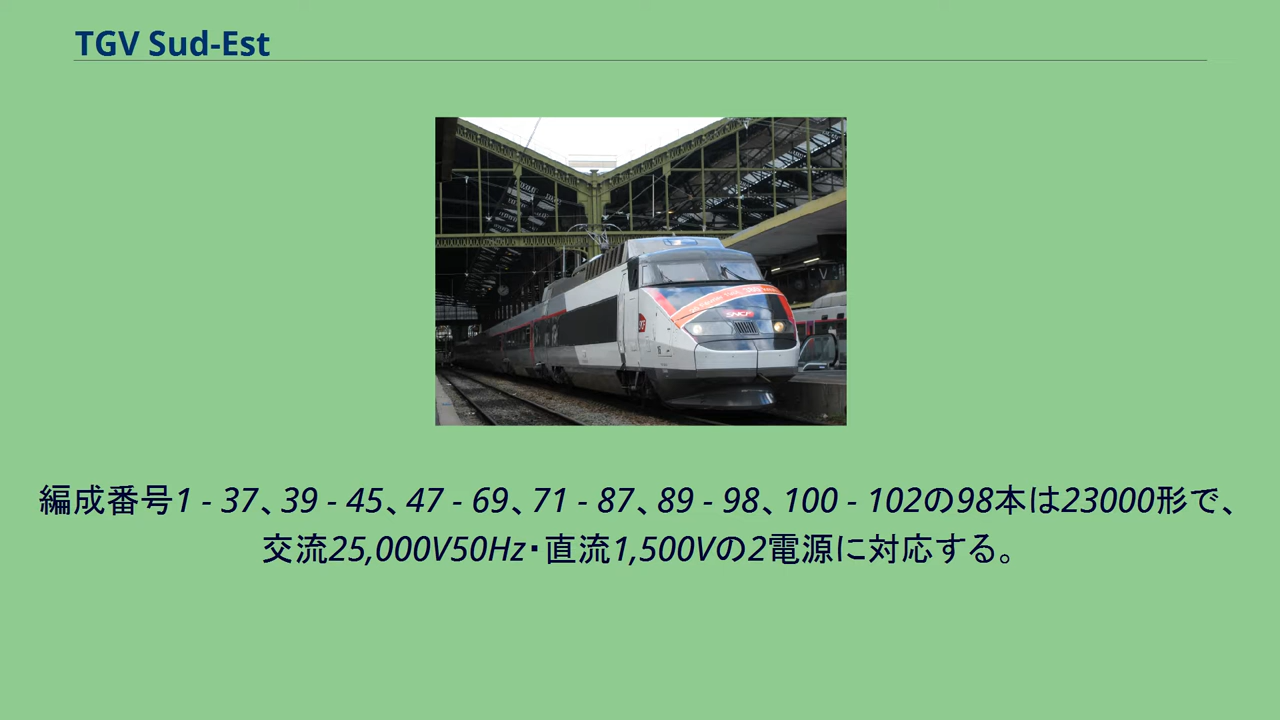 TGV Sud-Est
SNCF
編成番号1 - 37、39 - 45、47 - 69、71 - 87、89 - 98、100 - 102の98本は23000形で、
交流25,000V50Hz・直流1,500Vの2電源に対応する。